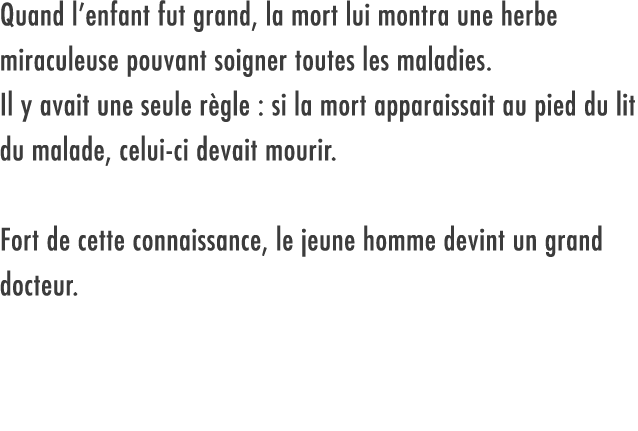 Quand l’enfant fut grand, la mort lui montra une herbe
miraculeuse pouvant soigner toutes les maladies.
Il y avait une seule règle : si la mort apparaissait au pied du lit
du malade, celui-ci devait mourir.
Fort de cette connaissance, le jeune homme devint un grand
docteur.